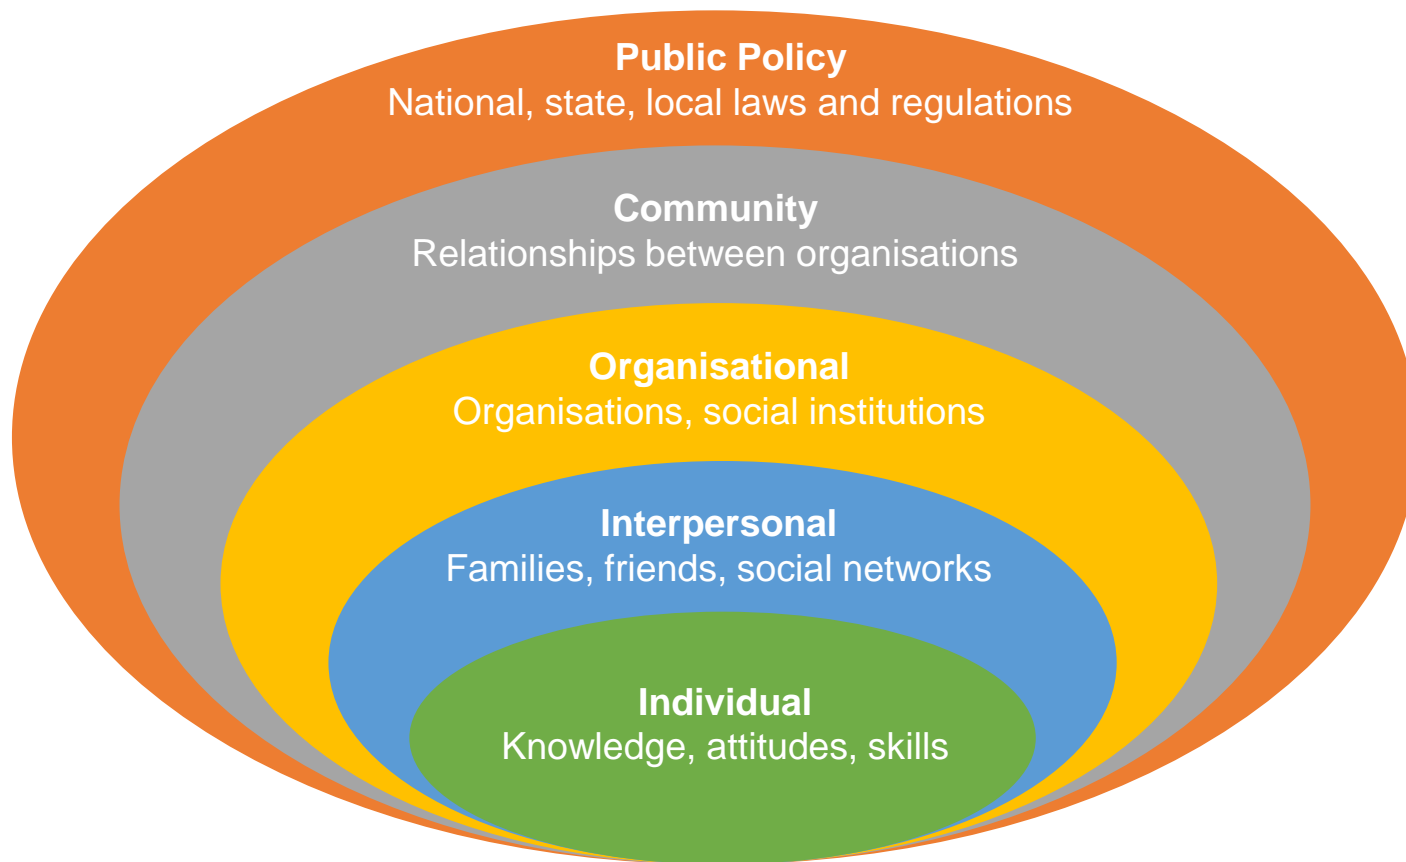 Public Policy
National, state, local laws and regulations
Community
Relationships between organisations
Organisational
Organisations, social institutions
Interpersonal
Families, friends, social networks
Individual
Knowledge, attitudes, skills